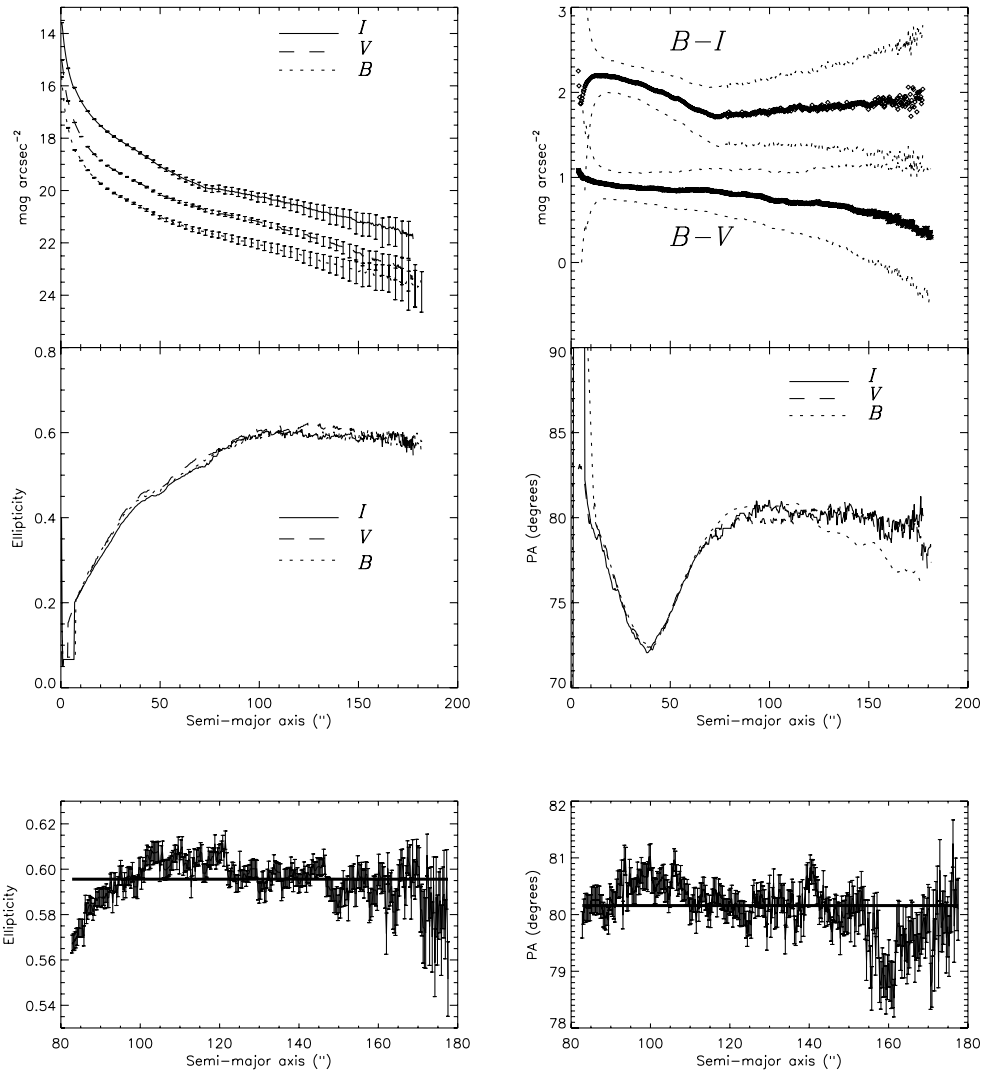 14
16
18
20
22
24
mag arcsec⁻²
I
V
B
3
2
1
0
mag arcsec⁻²
B−I
B−V
0.8
0.6
0.4
0.2
0.0
Ellipticity
I
V
B
0 50 100 150 200
Semi−major axis (")
90
85
80
75
70
PA (degrees)
I
V
B
0 50 100 150 200
Semi−major axis (")
0.62
0.60
0.58
0.56
0.54
Ellipticity
80 100 120 140 160 180
Semi−major axis (")
82
81
80
79
78
PA (degrees)
80 100 120 140 160 180
Semi−major axis (")